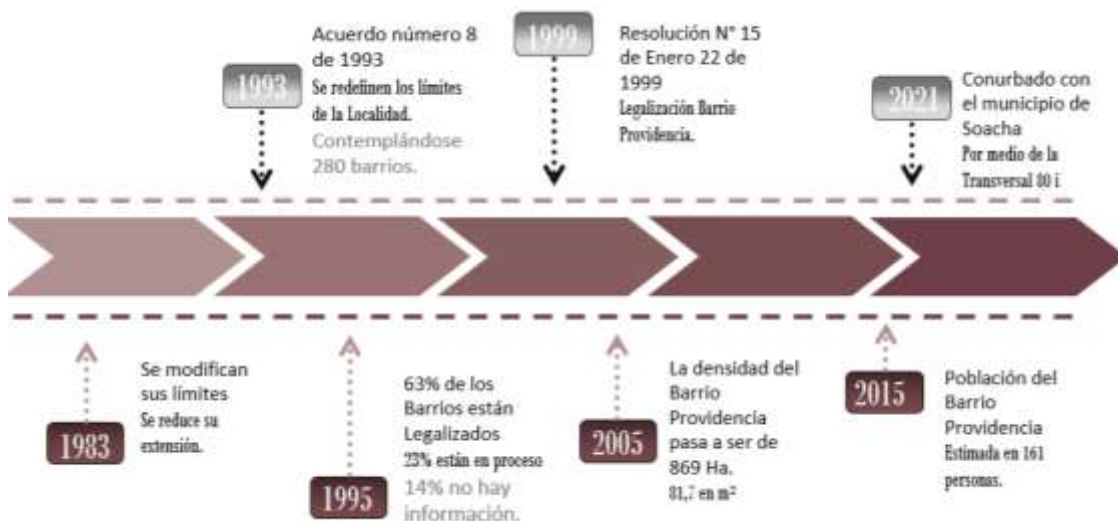 1993
Acuerdo número 8
de 1993
Se redefinen los límites
de la Localidad.
Contemplándose
280 barrios.
1999
Resolución N° 15
de Enero 22 de
1999
Legalización Barrio
Providencia.
2021
Conurbado con
el municipio de
Soacha
Por medio de la
Transversal 80 i
1983
Se modifican
sus límites
Se reduce su
extensión.
1995
63% de los
Barrios están
Legalizados
23% están en proceso
14% no hay
información.
2005
La densidad del
Barrio
Providencia
pasa a ser de
869 Ha.
81,7 en m²
2015
Población del
Barrio
Providencia
Estimada en 161
personas.